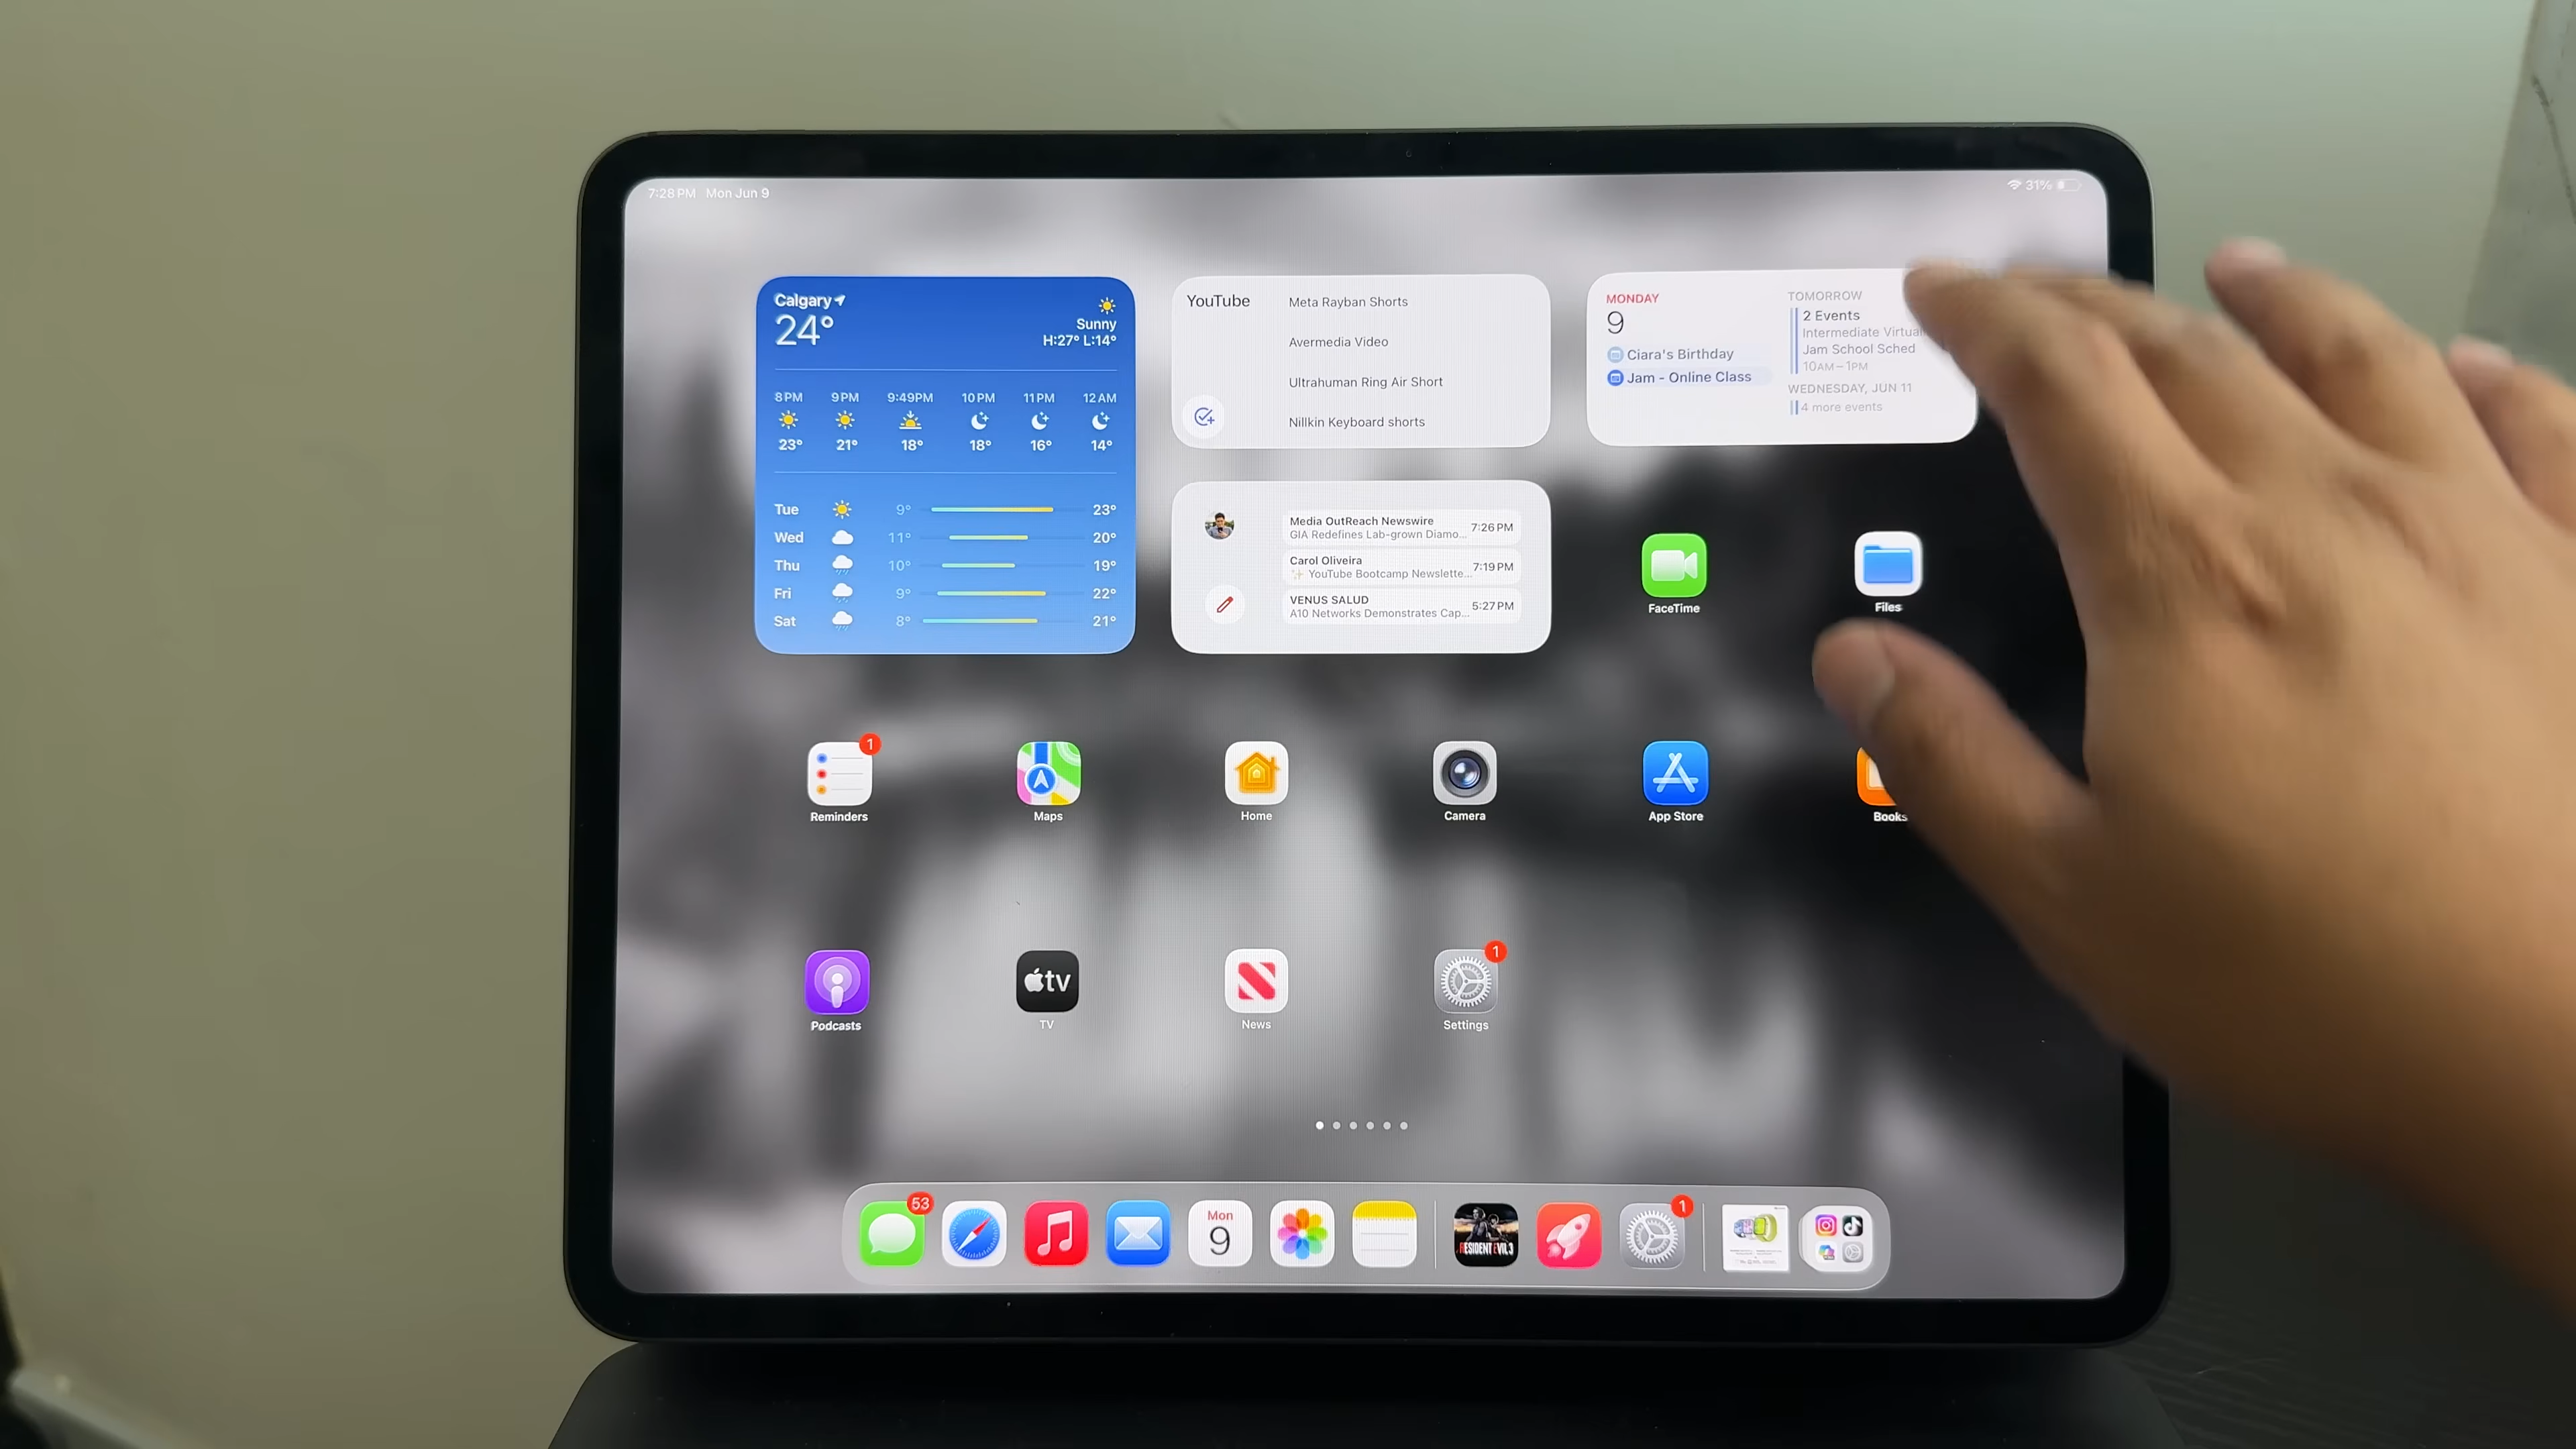 7:28 PM Mon Jun 9
31%
Calgary
24°
Sunny
H:27° L:14°
8 PM 9 PM 9:49PM 10 PM 11 PM 12 AM
23° 21° 18° 18° 16° 14°
Tue 9° 23°
Wed 11° 20°
Thu 10° 19°
Fri 9° 22°
Sat 8° 21°
YouTube
Meta Rayban Shorts
Avermedia Video
Ultrahuman Ring Air Short
Nillkin Keyboard shorts
MONDAY
9
Ciara's Birthday
Jam - Online Class
TOMORROW
2 Events
Intermediate
Jam School Sched
10AM–1PM
WEDNESDAY, JUN 11
4 more events
Media OutReach Newswire
GIA Redefines Lab-grown Diamo...
7:26 PM
Carol Oliveira
✨ YouTube Bootcamp Newslette...
7:19 PM
VENUS SALUD
A10 Networks Demonstrates Cap...
5:27 PM
FaceTime
Files
1
Reminders
Maps
Home
Camera
App Store
Books
Podcasts
tv
TV
News
1
Settings
53
Mon
9
RESIDENT EVIL 3
1